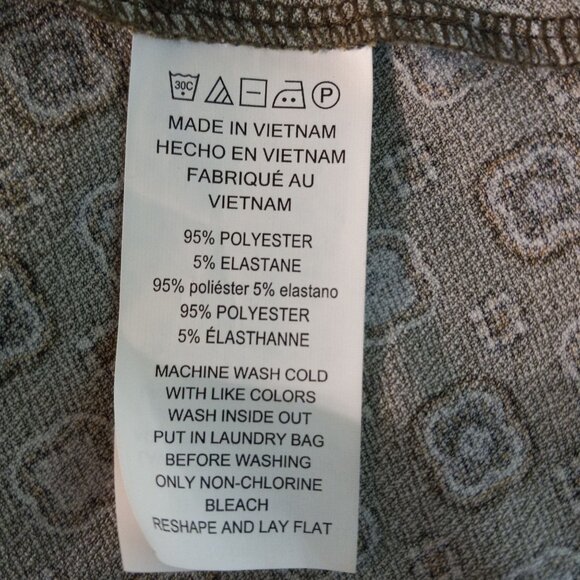 30C P
MADE IN VIETNAM
HECHO EN VIETNAM
FABRIQUÉ AU
VIETNAM
95% POLYESTER
5% ELASTANE
95% poliéster 5% elastano
95% POLYESTER
5% ÉLASTHANNE
MACHINE WASH COLD
WITH LIKE COLORS
WASH INSIDE OUT
PUT IN LAUNDRY BAG
BEFORE WASHING
ONLY NON-CHLORINE
BLEACH
RESHAPE AND LAY FLAT